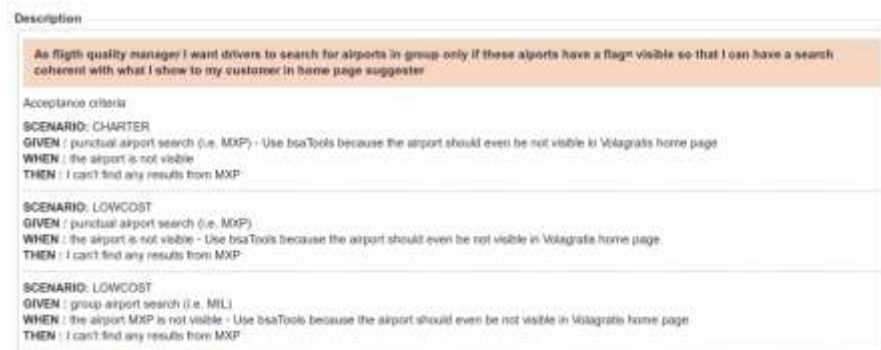 Description
As fligth quality manager I want drivers to search for airports in group only if these aiports have a flag= visible so that I can have a search
coherent with what I show to my customer in home page suggester
Acceptance criteria
SCENARIO: CHARTER
GIVEN : punctual airport search (i.e. MXP) - Use bsaTools because the airport should even be not visible in Volagratis home page
WHEN : the airport is not visible
THEN : I can't find any results from MXP
SCENARIO: LOWCOST
GIVEN : punctual airport search (i.e. MXP)
WHEN : the airport is not visible - Use bsaTools because the airport should even be not visible in Volagratis home page
THEN : I can't find any results from MXP
SCENARIO: LOWCOST
GIVEN : group airport search (i.e. MIL)
WHEN : the airport MXP is not visible - Use bsaTools because the airport should even be not visible in Volagratis home page
THEN : I can't find any results from MXP